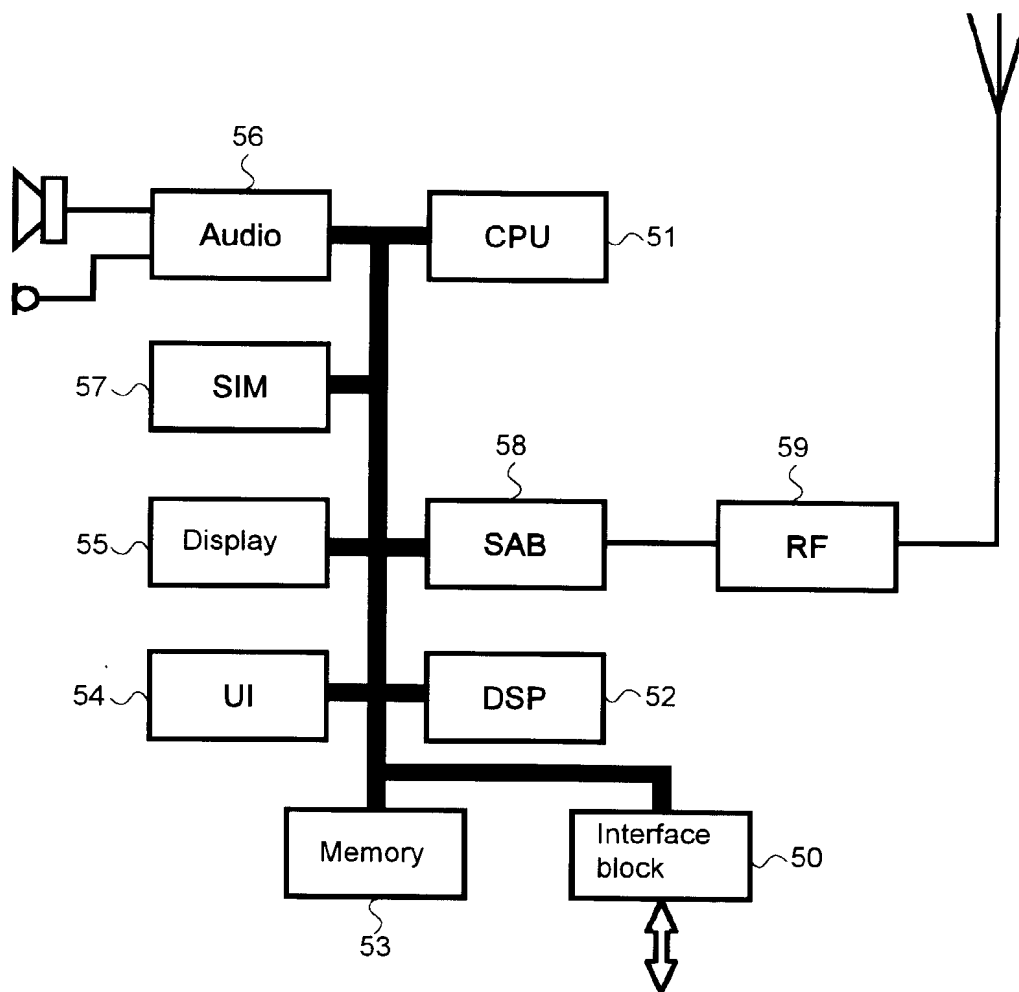 56
Audio
CPU
51
57
SIM
58
59
55
Display
SAB
RF
54
UI
DSP
52
Memory
Interface
block
50
53